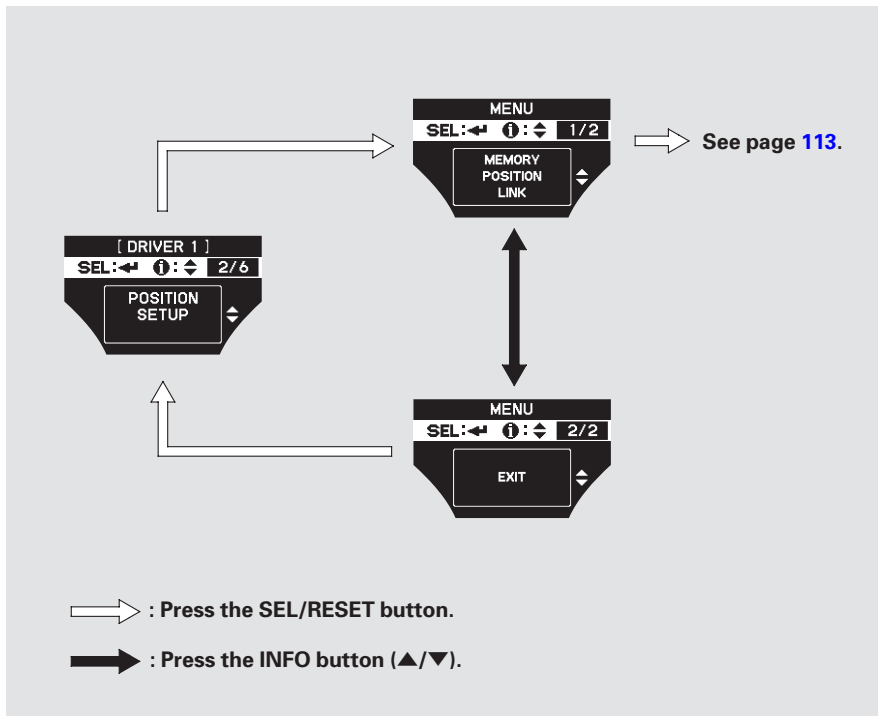 MENU
SEL:↵ i:◆ 1/2
MEMORY
POSITION
LINK
See page 113.
[ DRIVER 1 ]
SEL:↵ i:◆ 2/6
POSITION
SETUP
MENU
SEL:↵ i:◆ 2/2
EXIT
: Press the SEL/RESET button.
: Press the INFO button (▲/▼).